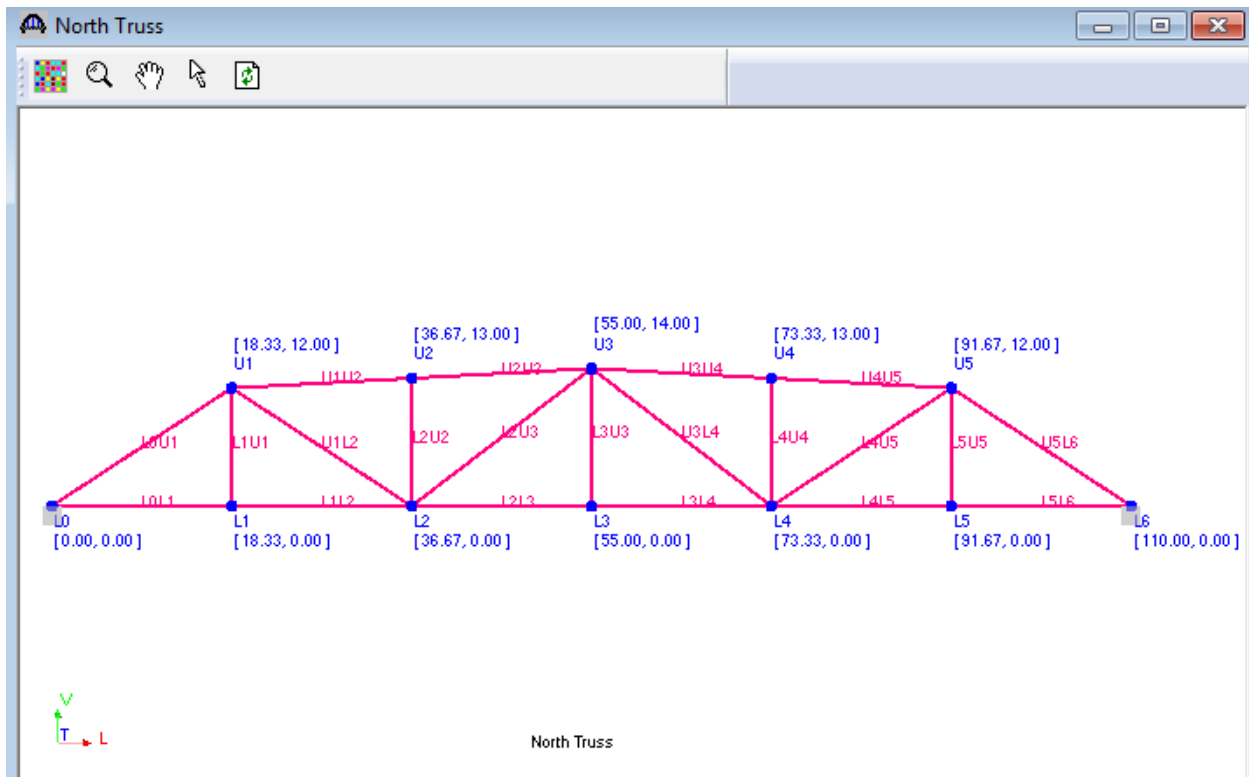 North Truss
[55.00, 14.00 ]
U3
[36.67, 13.00 ]
U2
[73.33, 13.00 ]
U4
[18.33, 12.00 ]
U1
[91.67, 12.00 ]
U5
U1U2
U2U3
U3U4
U4U5
L0U1
L1U1
U1L2
L2U2
L2U3
L3U3
U3L4
L4U4
L4U5
L5U5
U5L6
L0L1
L1L2
L2L3
L3L4
L4L5
L5L6
L0
L1
L2
L3
L4
L5
L6
[0.00, 0.00 ]
[18.33, 0.00 ]
[36.67, 0.00 ]
[55.00, 0.00 ]
[73.33, 0.00 ]
[91.67, 0.00 ]
[110.00, 0.00 ]
V
T
L
North Truss